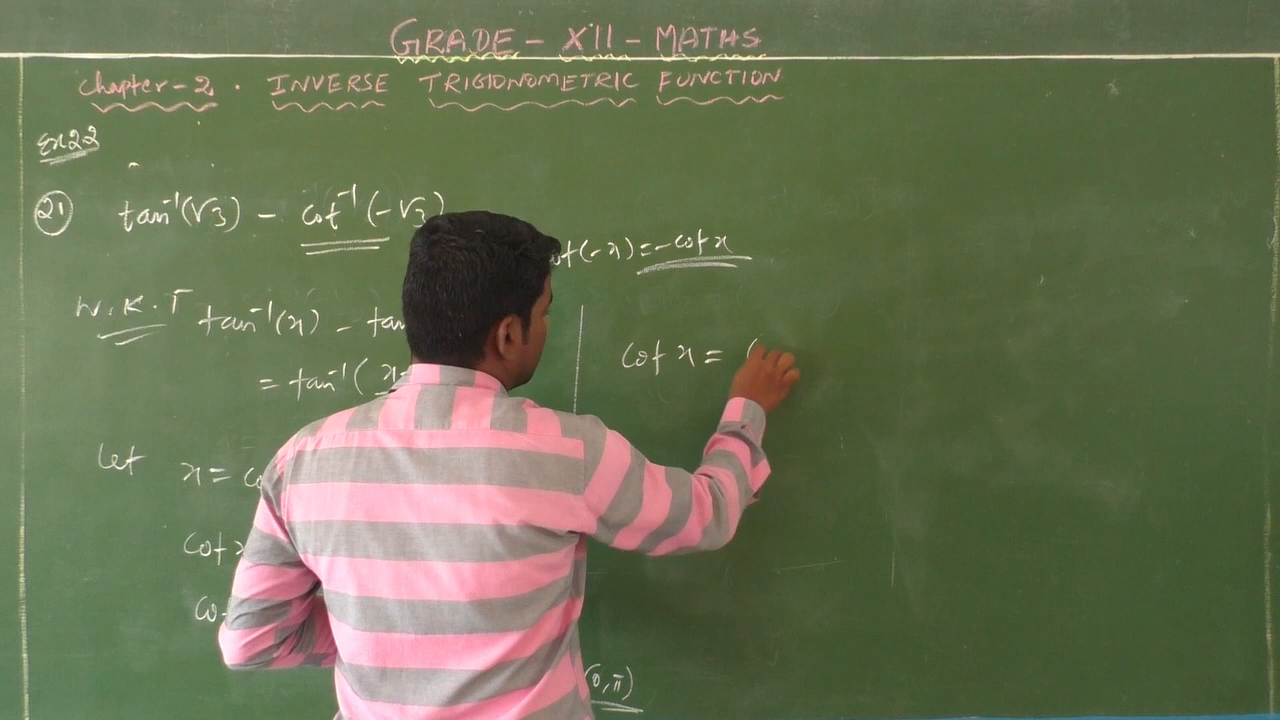 GRADE - XII - MATHS
Chapter - 2 . INVERSE TRIGONOMETRIC FUNCTION
Ex 2.2
21 tan⁻¹(√3) - cot⁻¹(-√3)
ot(-x) = -cot x
W.K.T tan⁻¹(x) - tan
= tan⁻¹( x-
cot x = (
Let x = co
cot x
co
(0, π)